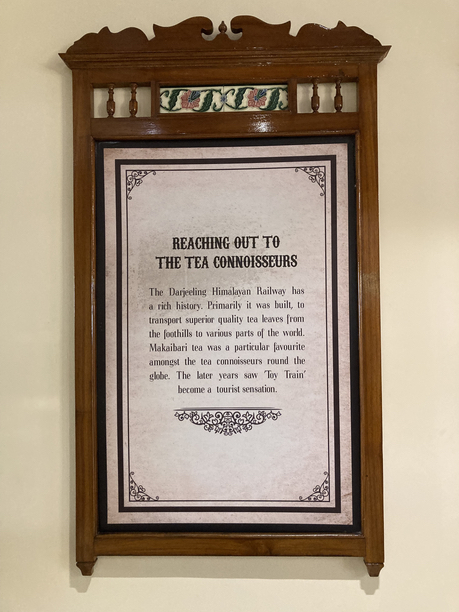 REACHING OUT TO
THE TEA CONNOISSEURS
The Darjeeling Himalayan Railway has
a rich history. Primarily it was built, to
transport superior quality tea leaves from
the foothills to various parts of the world.
Makaibari tea was a particular favourite
amongst the tea connoisseurs round the
globe. The later years saw 'Toy Train'
become a tourist sensation.